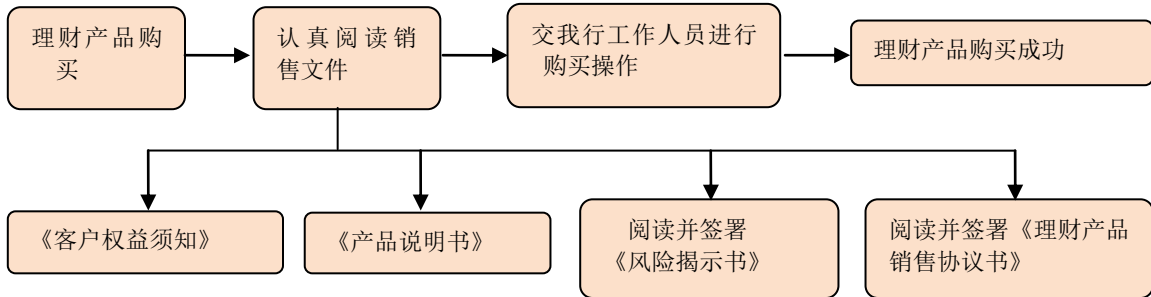 理财产品购
买
认真阅读销
售文件
交我行工作人员进行
购买操作
理财产品购买成功
《客户权益须知》
《产品说明书》
阅读并签署
《风险揭示书》
阅读并签署《理财产品
销售协议书》